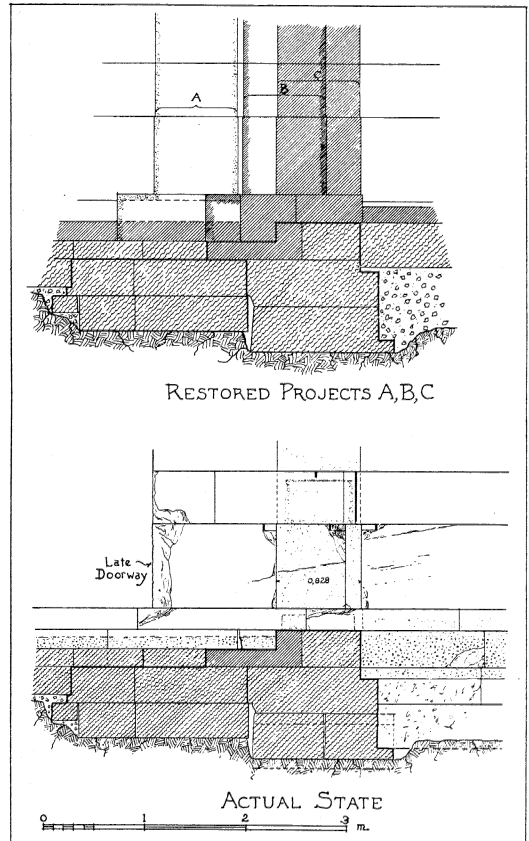 A
B
C
RESTORED PROJECTS A, B, C
Late
Doorway
0,828
ACTUAL STATE
0 1 2 3 m.